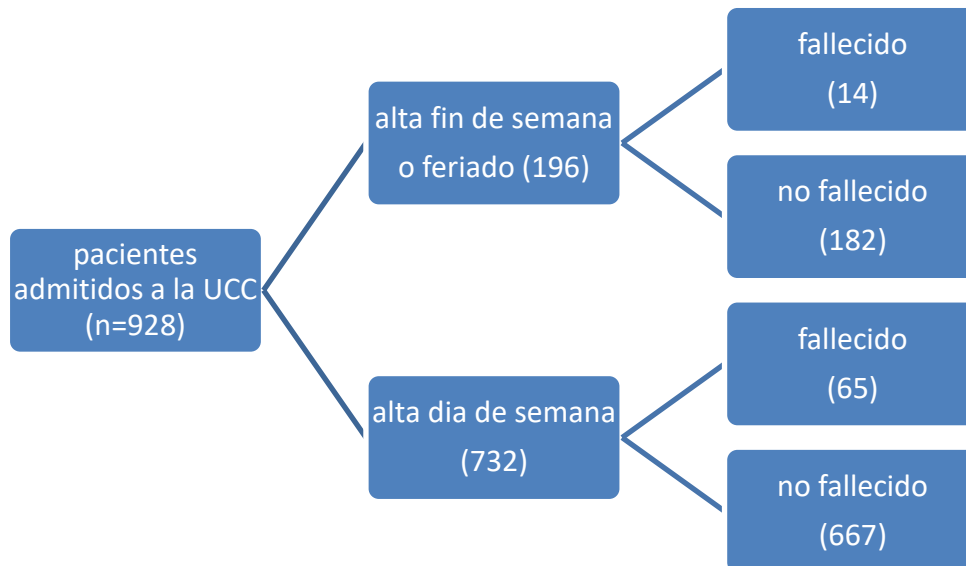 pacientes
admitidos a la UCC
(n=928)
alta fin de semana
o feriado (196)
fallecido
(14)
no fallecido
(182)
alta dia de semana
(732)
fallecido
(65)
no fallecido
(667)